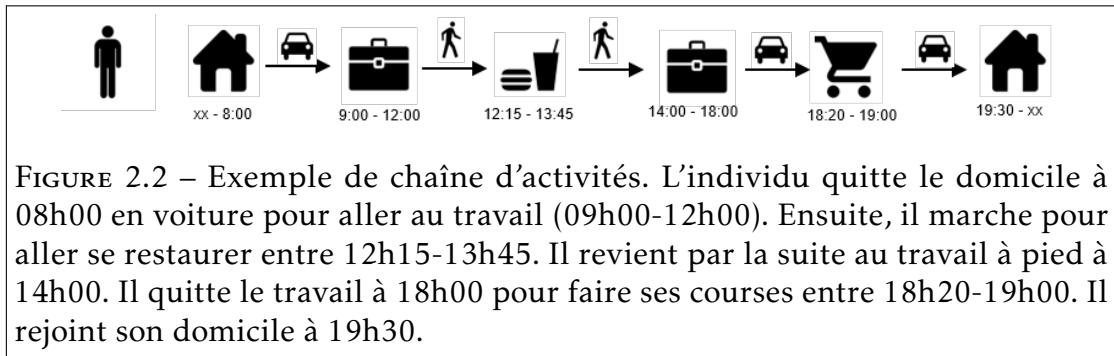 xx - 8:00 9:00 - 12:00 12:15 - 13:45 14:00 - 18:00 18:20 - 19:00 19:30 - xx
FIGURE 2.2 – Exemple de chaîne d'activités. L'individu quitte le domicile à
08h00 en voiture pour aller au travail (09h00-12h00). Ensuite, il marche pour
aller se restaurer entre 12h15-13h45. Il revient par la suite au travail à pied à
14h00. Il quitte le travail à 18h00 pour faire ses courses entre 18h20-19h00. Il
rejoint son domicile à 19h30.